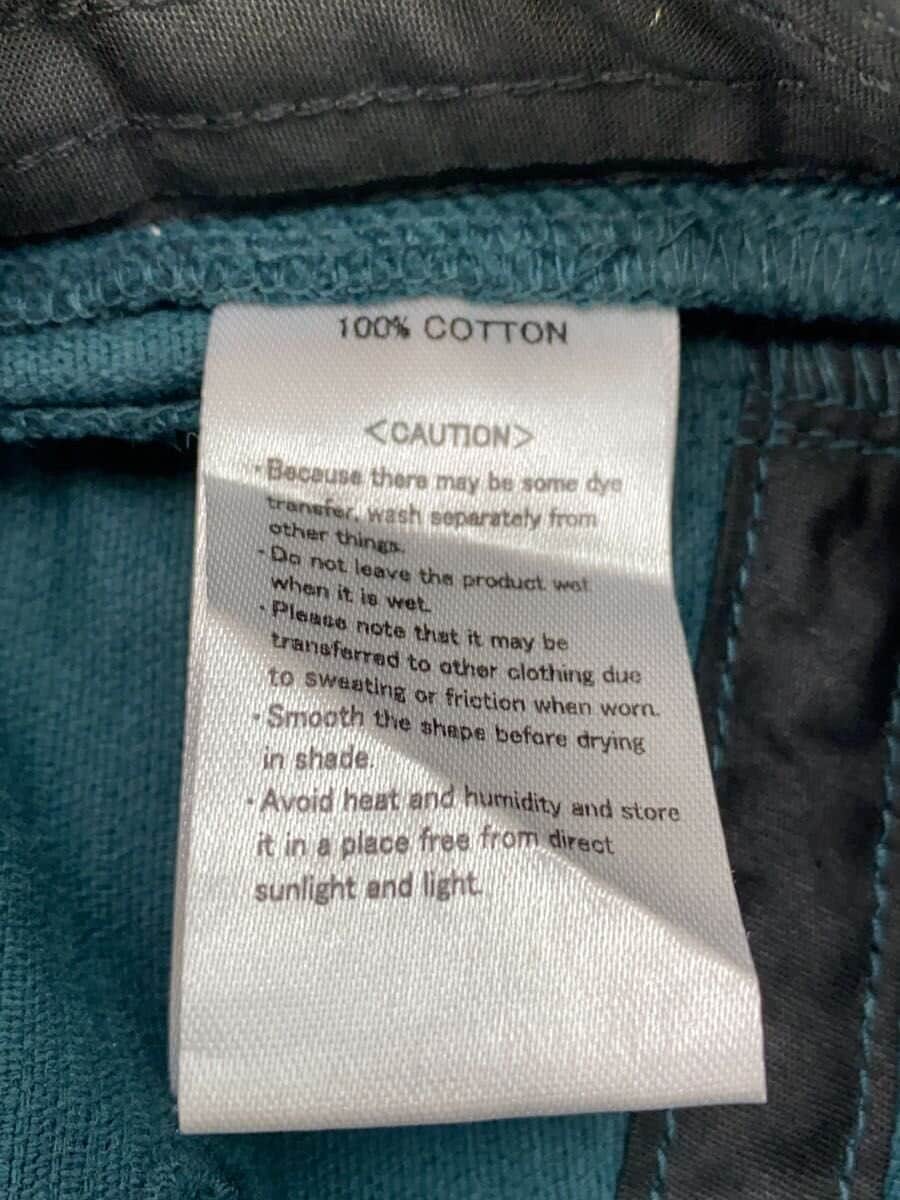 100% COTTON
<CAUTION>
・Because there may be some dye
transfer, wash separately from
other things.
・Do not leave the product wet
when it is wet.
・Please note that it may be
transferred to other clothing due
to sweating or friction when worn.
・Smooth the shape before drying
in shade.
・Avoid heat and humidity and store
it in a place free from direct
sunlight and light.